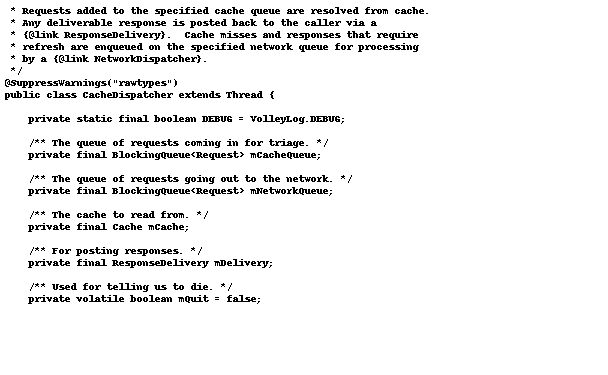 * Requests added to the specified cache queue are resolved from cache.
* Any deliverable response is posted back to the caller via a
* {@link ResponseDelivery}.  Cache misses and responses that require
* refresh are enqueued on the specified network queue for processing
* by a {@link NetworkDispatcher}.
*/
@SuppressWarnings("rawtypes")
public class CacheDispatcher extends Thread {
private static final boolean DEBUG = VolleyLog.DEBUG;
/** The queue of requests coming in for triage. */
private final BlockingQueue<Request> mCacheQueue;
/** The queue of requests going out to the network. */
private final BlockingQueue<Request> mNetworkQueue;
/** The cache to read from. */
private final Cache mCache;
/** For posting responses. */
private final ResponseDelivery mDelivery;
/** Used for telling us to die. */
private volatile boolean mQuit = false;